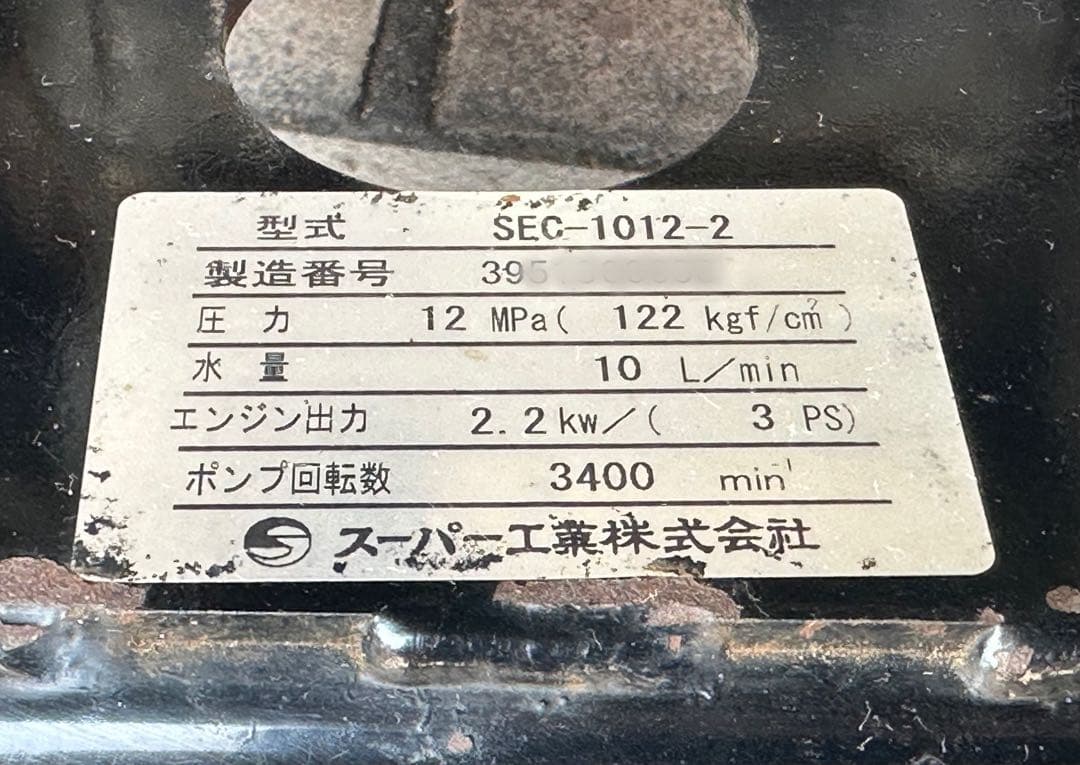 型式 SEC-1012-2
製造番号 395
圧力 12 MPa( 122 kgf/cm²)
水量 10 L/min
エンジン出力 2.2kw/( 3 PS)
ポンプ回転数 3400 min⁻¹
スーパー工業株式会社